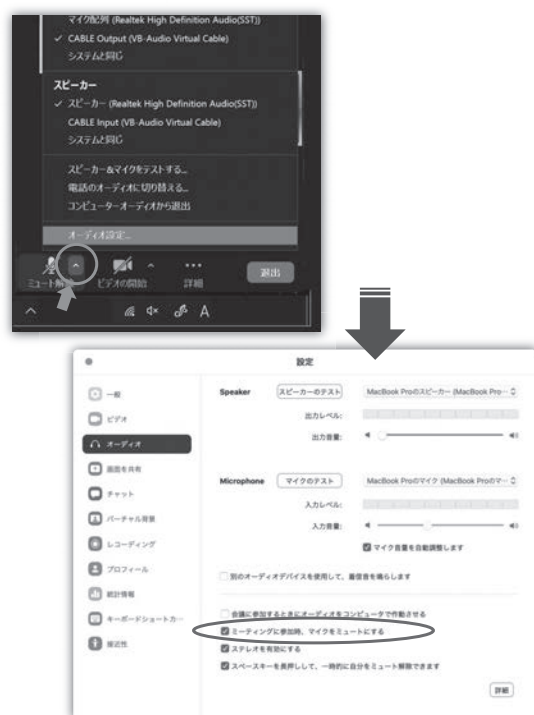 マイク配列 (Realtek High Definition Audio(SST))
✓ CABLE Output (VB-Audio Virtual Cable)
システムと同じ
スピーカー
✓ スピーカー (Realtek High Definition Audio(SST))
CABLE Input (VB-Audio Virtual Cable)
システムと同じ
スピーカー&マイクをテストする...
電話のオーディオに切り替える...
コンピューターオーディオから退出
オーディオ設定...
ミュート解除
ビデオの開始
詳細
退出
A
設定
一般
ビデオ
オーディオ
画面を共有
チャット
バーチャル背景
レコーディング
プロフィール
統計情報
キーボードショートカ…
接近性
Speaker スピーカーのテスト MacBook Proのスピーカー (MacBook Pro…
出力レベル:
出力音量:
Microphone マイクのテスト MacBook Proのマイク (MacBook Proのマ…
入力レベル:
入力音量:
マイク音量を自動調整します
別のオーディオデバイスを使用して、着信音を鳴らします
会議に参加するときにオーディオをコンピュータで作動させる
ミーティングに参加時、マイクをミュートにする
ステレオを有効にする
スペースキーを長押しして、一時的に自分をミュート解除できます
詳細